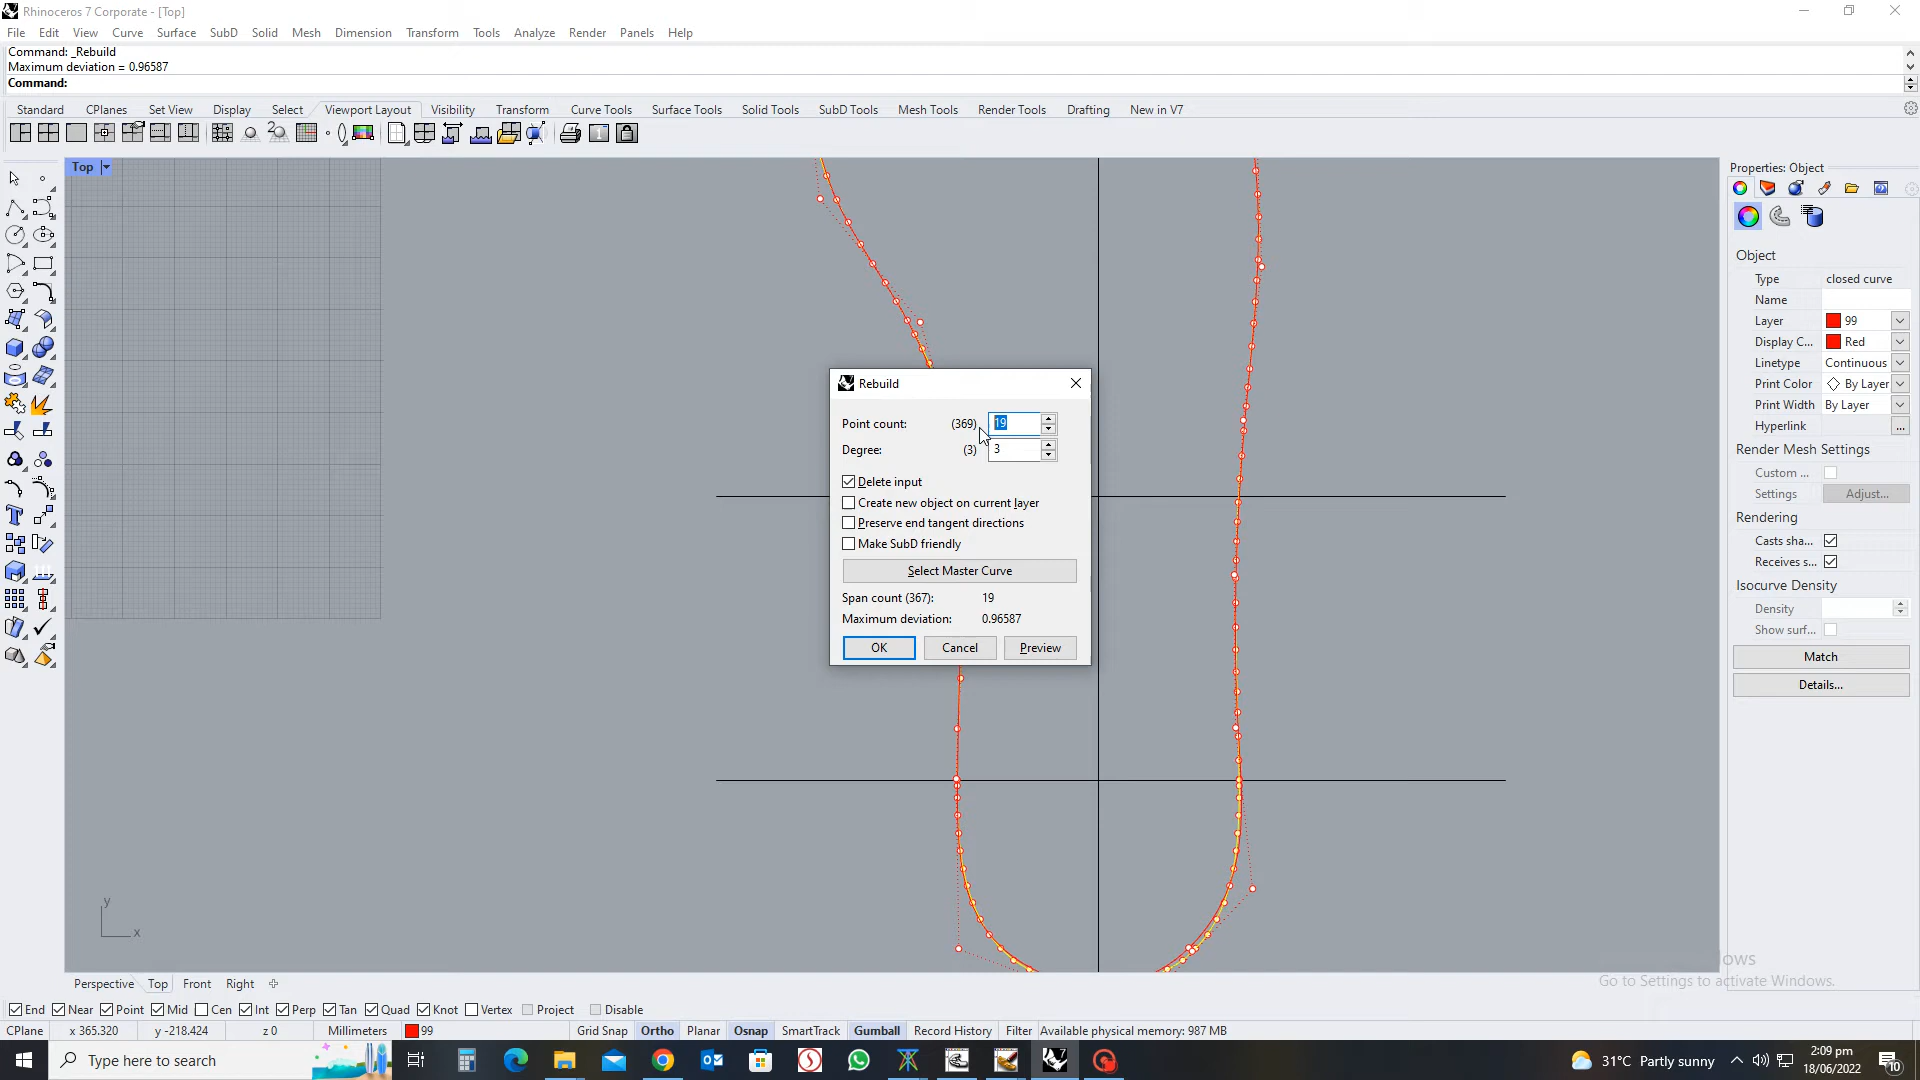 Rhinoceros 7 Corporate - [Top]
File Edit View Curve Surface SubD Solid Mesh Dimension Transform Tools Analyze Render Panels Help
Command: _Rebuild
Maximum deviation = 0.96587
Command:
Standard CPlanes Set View Display Select Viewport Layout Visibility Transform Curve Tools Surface Tools Solid Tools SubD Tools Mesh Tools Render Tools Drafting New in V7
Top
Properties: Object
Object
Type closed curve
Name
Layer 99
Display C... Red
Linetype Continuous
Print Color By Layer
Print Width By Layer
Hyperlink ...
Render Mesh Settings
Custom ...
Settings Adjust...
Rendering
Casts sha...
Receives s...
Isocurve Density
Density
Show surf...
Match
Details...
Rebuild
Point count: (369) 19
Degree: (3) 3
Delete input
Create new object on current layer
Preserve end tangent directions
Make SubD friendly
Select Master Curve
Span count (367): 19
Maximum deviation: 0.96587
OK Cancel Preview
y
x
ows
Go to Settings to activate Windows.
Perspective Top Front Right
End Near Point Mid Cen Int Perp Tan Quad Knot Vertex Project Disable
CPlane x 365.320 y -218.424 z 0 Millimeters 99 Grid Snap Ortho Planar Osnap SmartTrack Gumball Record History Filter Available physical memory: 987 MB
Type here to search
31°C Partly sunny
2:09 pm
18/06/2022
10